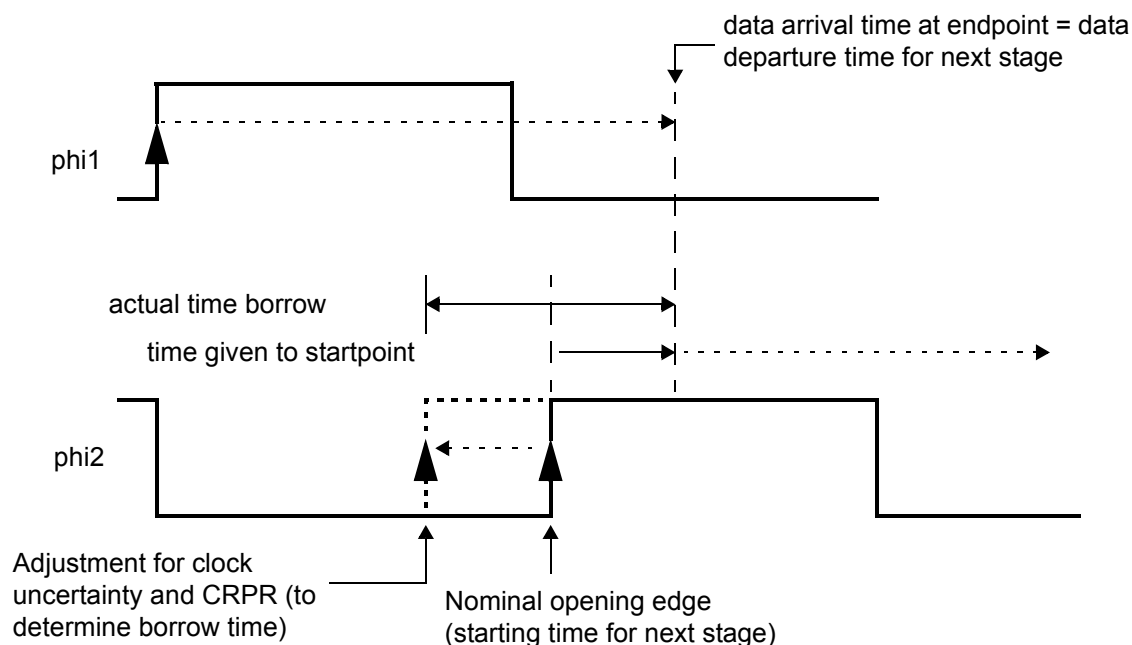 data arrival time at endpoint = data
departure time for next stage
phi1
actual time borrow
time given to startpoint
phi2
Adjustment for clock
uncertainty and CRPR (to
determine borrow time)
Nominal opening edge
(starting time for next stage)